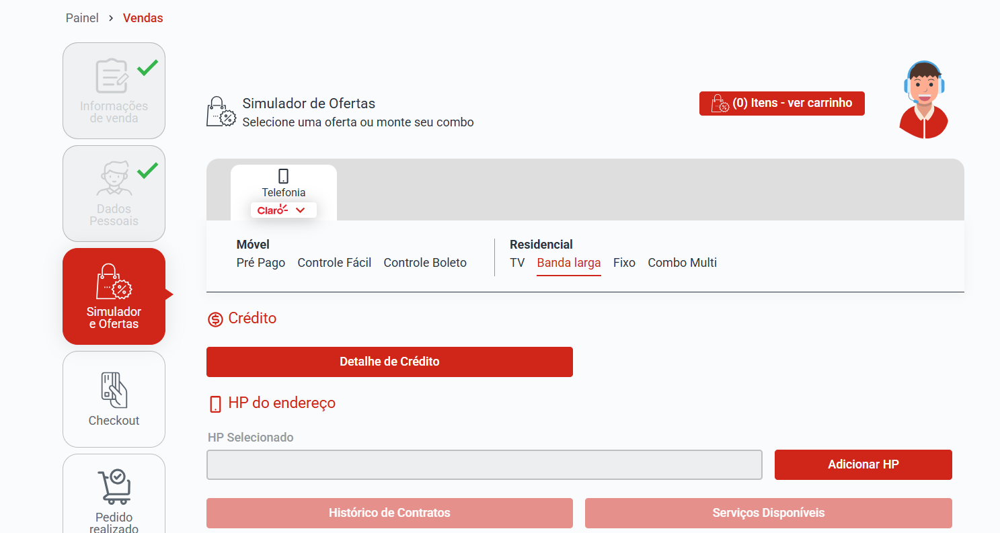 Painel > Vendas
Informações
de venda
Dados
Pessoais
Simulador
e Ofertas
Checkout
Pedido
realizado
Simulador de Ofertas
Selecione uma oferta ou monte seu combo
(0) Itens - ver carrinho
Telefonia
Claro
Móvel
Pré Pago Controle Fácil Controle Boleto
Residencial
TV Banda larga Fixo Combo Multi
Crédito
Detalhe de Crédito
HP do endereço
HP Selecionado
Adicionar HP
Histórico de Contratos
Serviços Disponíveis